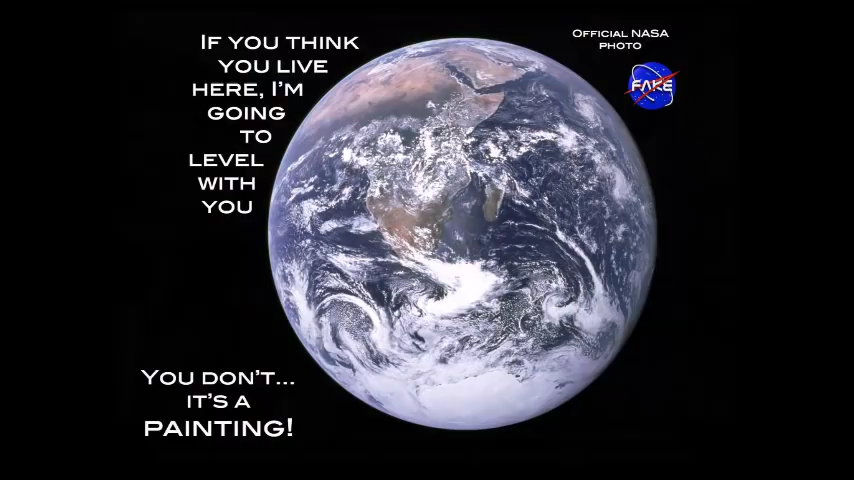 IF YOU THINK
YOU LIVE
HERE, I'M
GOING
TO
LEVEL
WITH
YOU
OFFICIAL NASA
PHOTO
FAKE
YOU DON'T...
IT'S A
PAINTING!